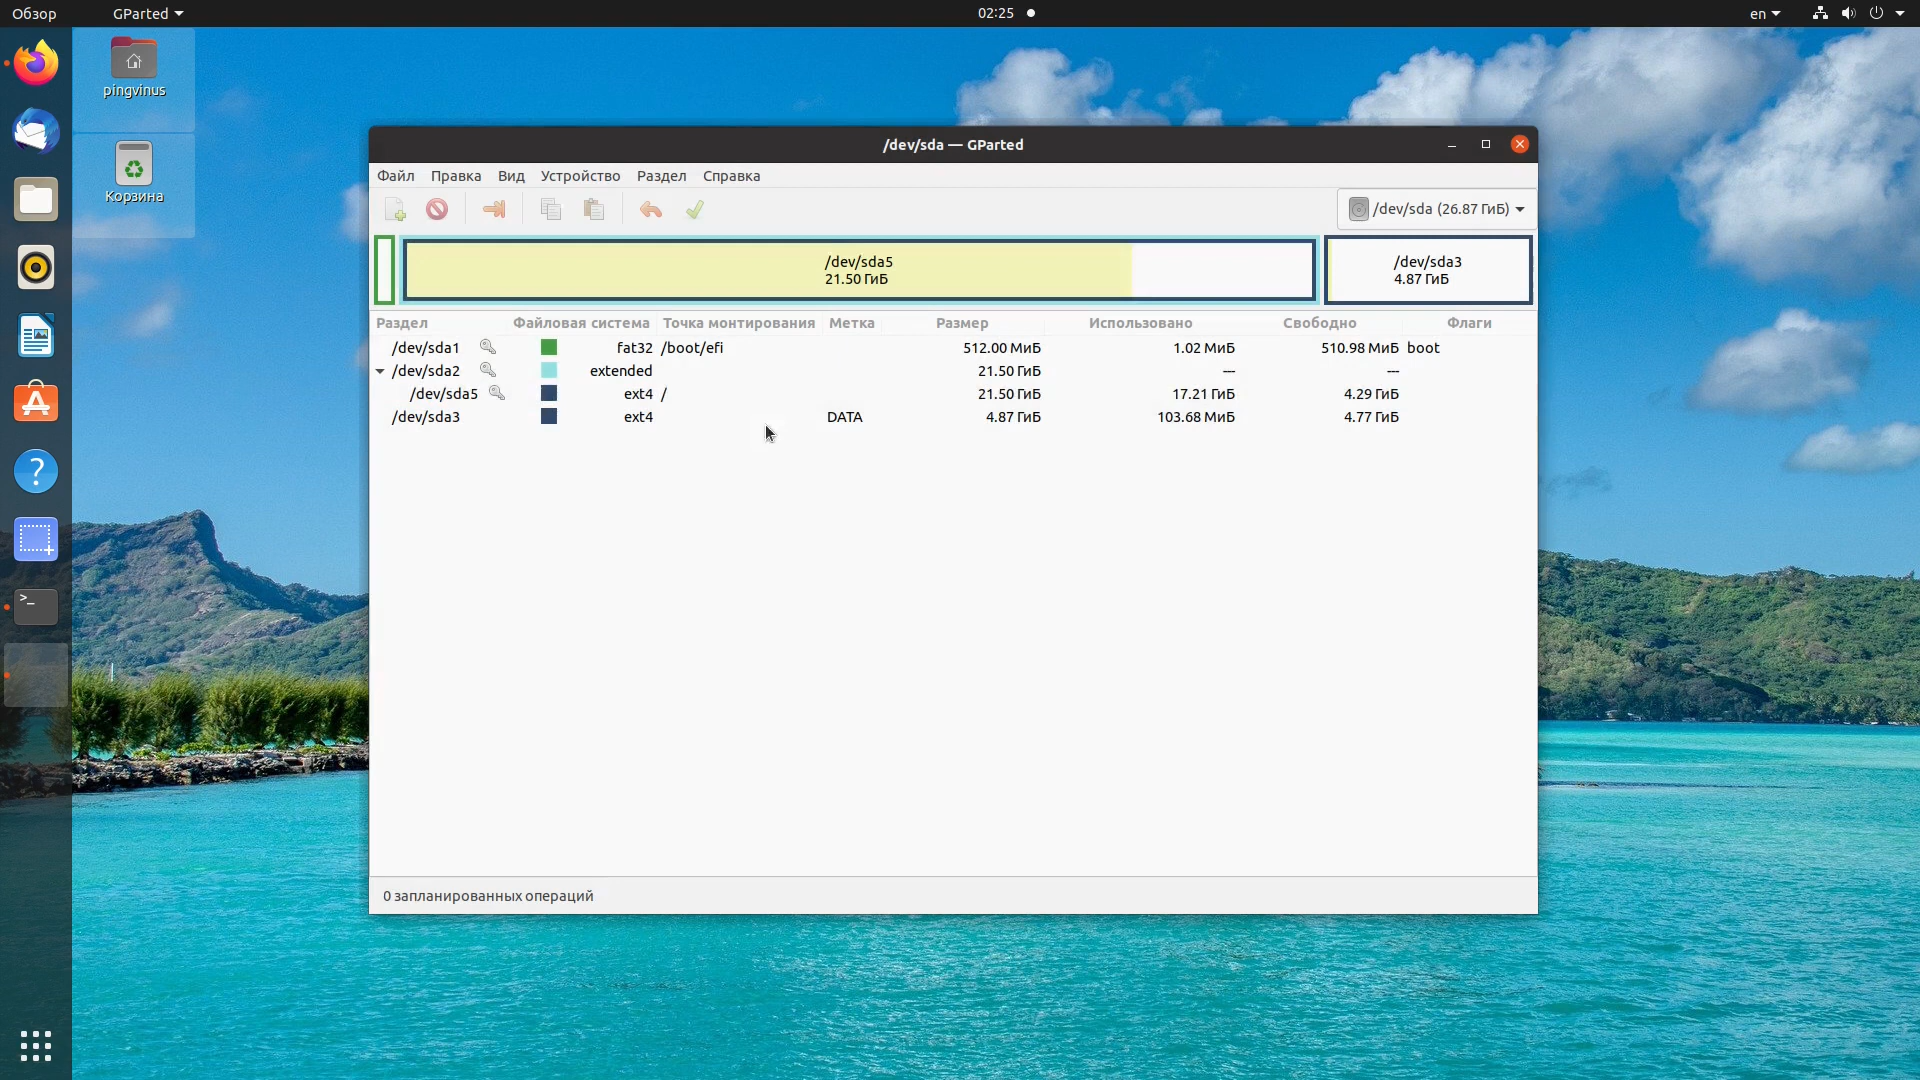 Обзор
GParted
02:25
en
pingvinus
Корзина
/dev/sda — GParted
Файл Правка Вид Устройство Раздел Справка
/dev/sda (26.87 ГиБ)
/dev/sda5
21.50 ГиБ
/dev/sda3
4.87 ГиБ
Раздел Файловая система Точка монтирования Метка Размер Использовано Свободно Флаги
/dev/sda1 fat32 /boot/efi 512.00 МиБ 1.02 МиБ 510.98 МиБ boot
/dev/sda2 extended 21.50 ГиБ --- ---
/dev/sda5 ext4 / 21.50 ГиБ 17.21 ГиБ 4.29 ГиБ
/dev/sda3 ext4 DATA 4.87 ГиБ 103.68 МиБ 4.77 ГиБ
0 запланированных операций